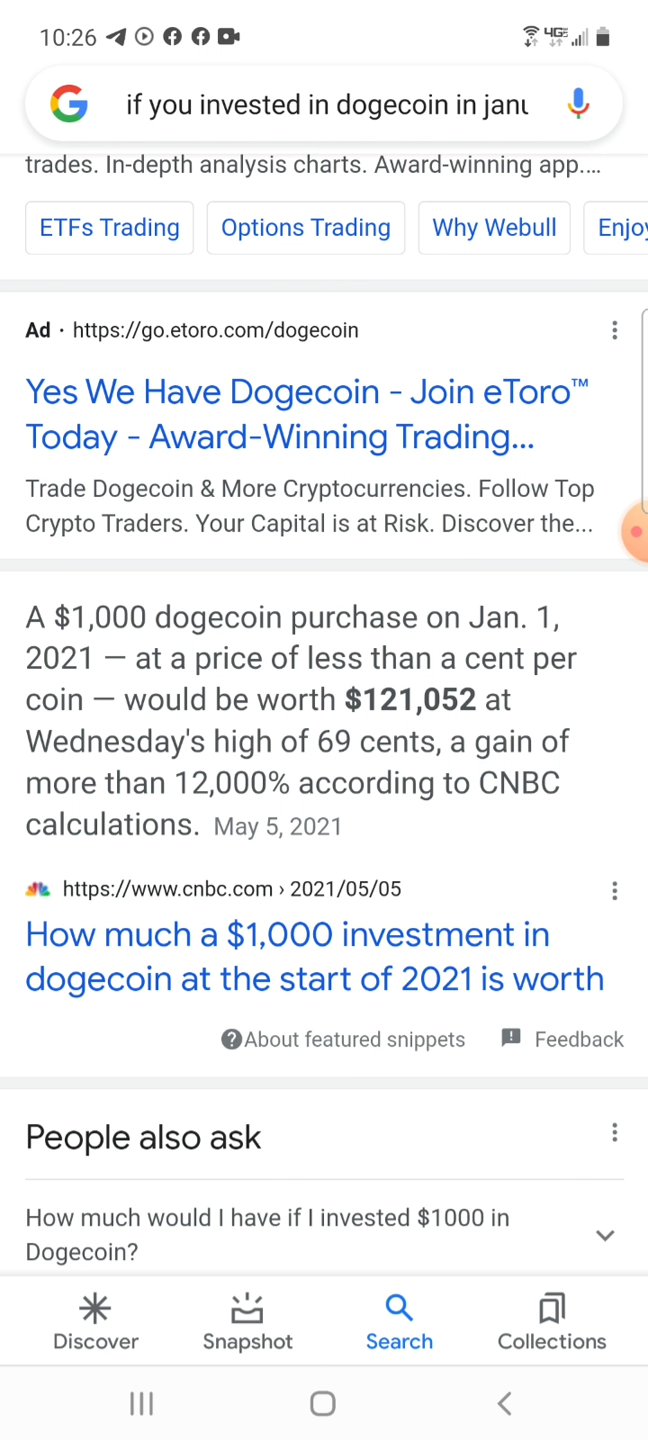 10:26
4G
if you invested in dogecoin in janu
trades. In-depth analysis charts. Award-winning app....
ETFs Trading Options Trading Why Webull Enjoy
Ad · https://go.etoro.com/dogecoin
Yes We Have Dogecoin - Join eToro™
Today - Award-Winning Trading...
Trade Dogecoin & More Cryptocurrencies. Follow Top
Crypto Traders. Your Capital is at Risk. Discover the...
A $1,000 dogecoin purchase on Jan. 1,
2021 — at a price of less than a cent per
coin — would be worth $121,052 at
Wednesday's high of 69 cents, a gain of
more than 12,000% according to CNBC
calculations. May 5, 2021
https://www.cnbc.com › 2021/05/05
How much a $1,000 investment in
dogecoin at the start of 2021 is worth
About featured snippets Feedback
People also ask
How much would I have if I invested $1000 in
Dogecoin?
Discover Snapshot Search Collections